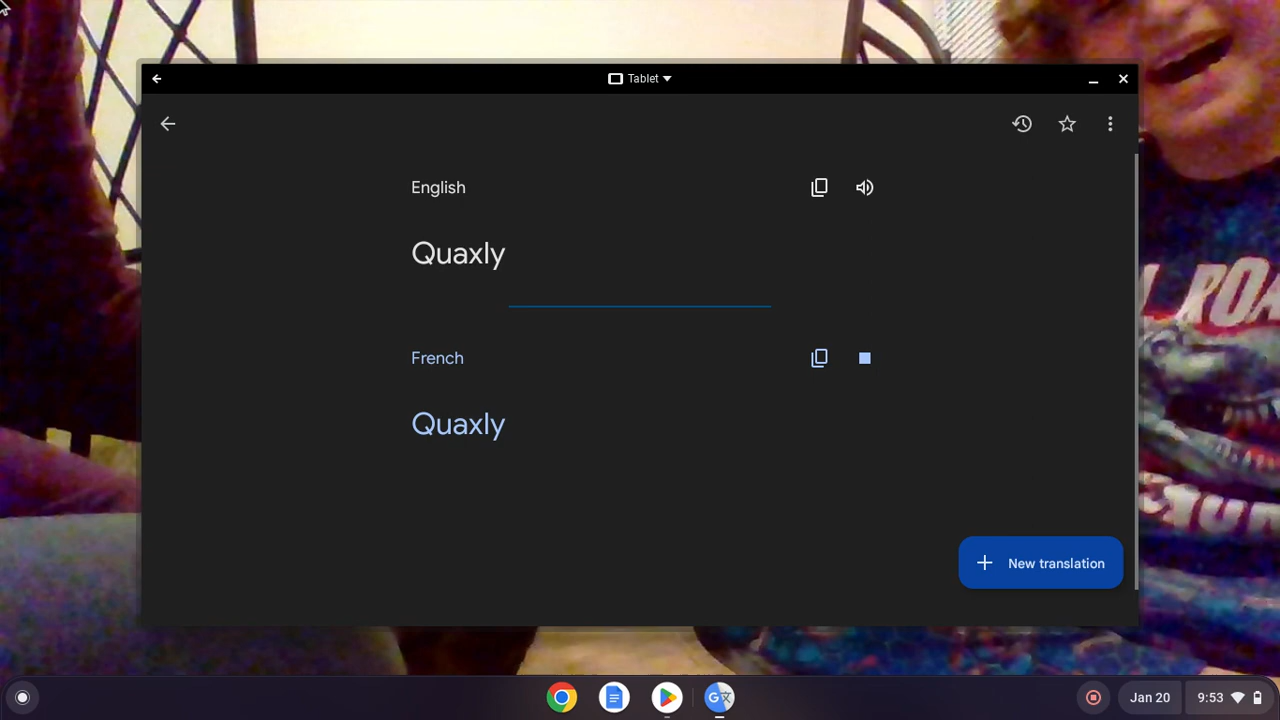 Tablet
English
Quaxly
French
Quaxly
New translation
Jan 20
9:53